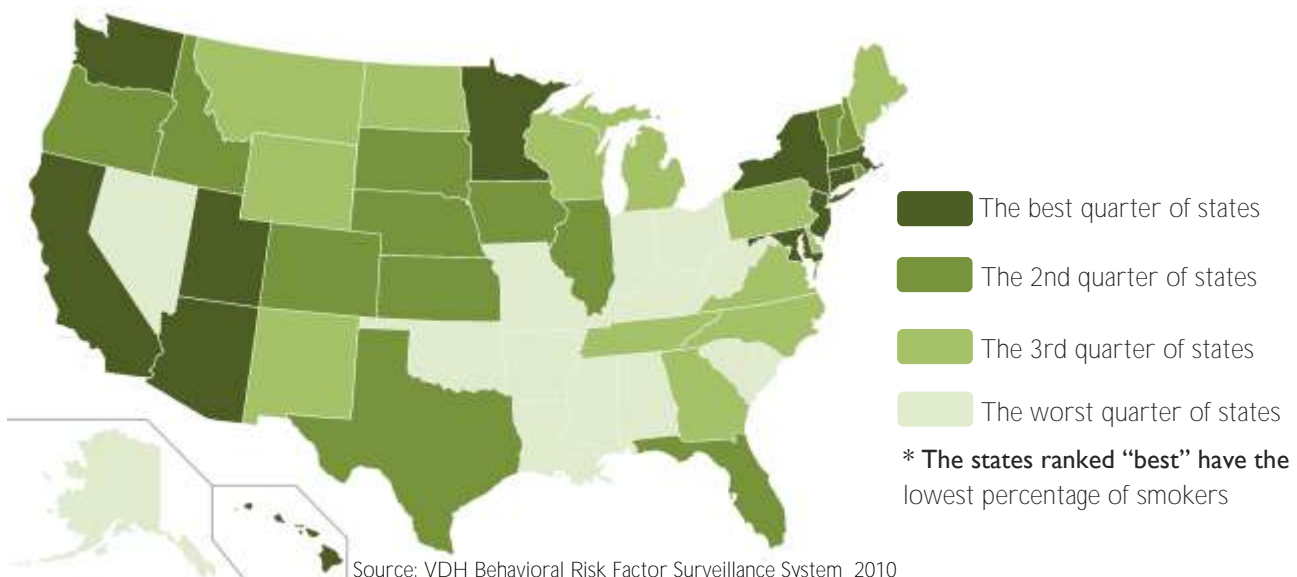 The best quarter of states
The 2nd quarter of states
The 3rd quarter of states
The worst quarter of states
* The states ranked “best” have the
lowest percentage of smokers
Source: VDH Behavioral Risk Factor Surveillance System 2010